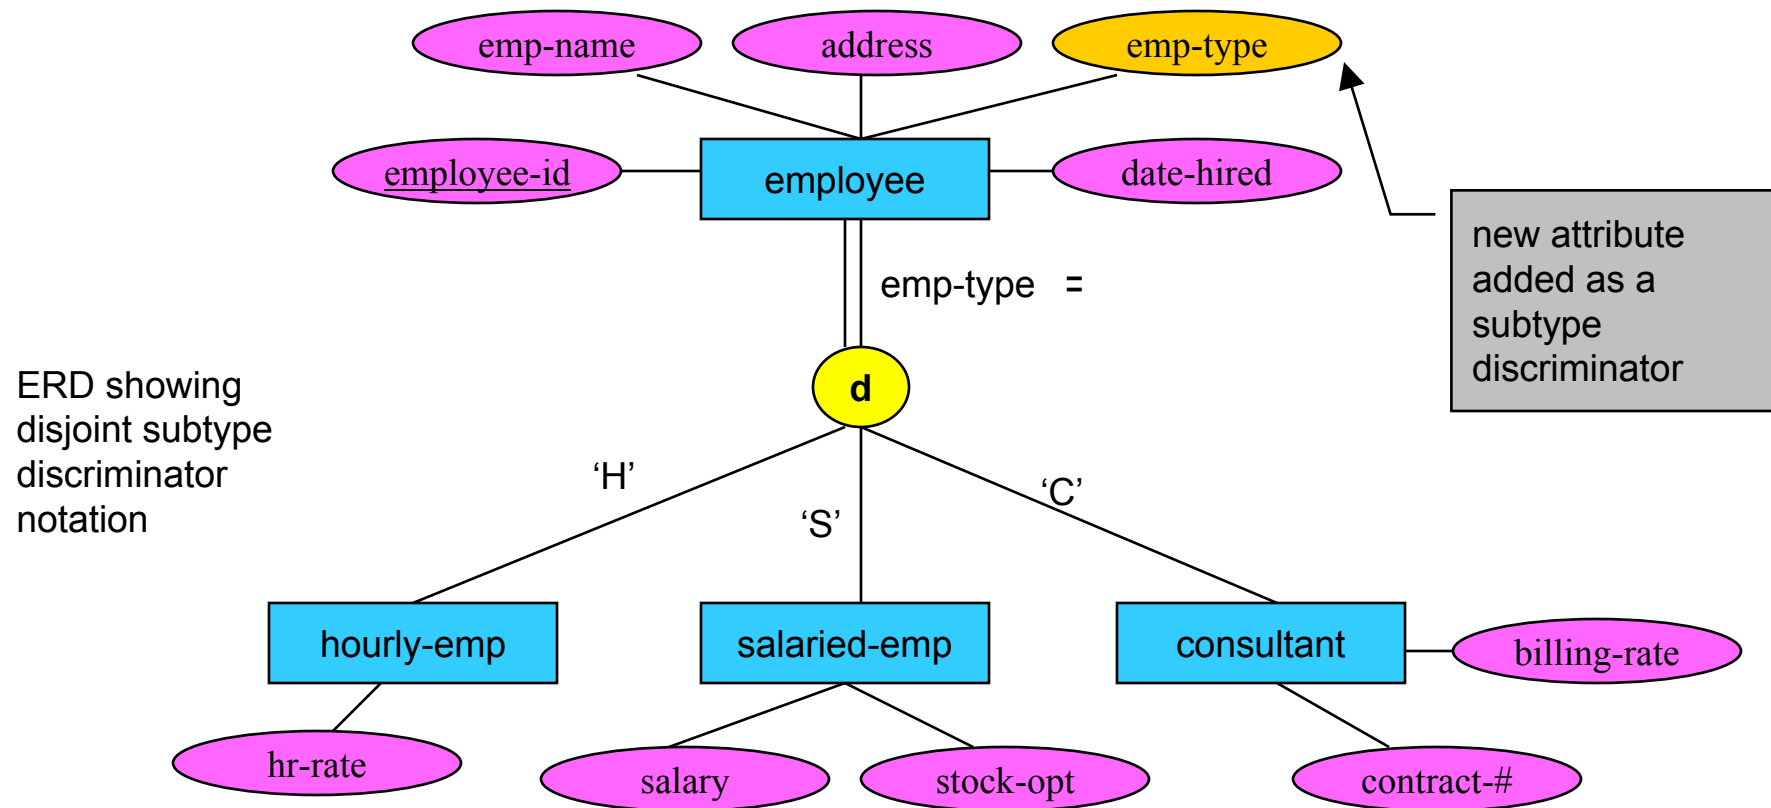 emp-name
address
emp-type
employee-id
employee
date-hired
new attribute
added as a
subtype
discriminator
emp-type =
ERD showing
disjoint subtype
discriminator
notation
d
‘H’
‘S’
‘C’
hourly-emp
salaried-emp
consultant
billing-rate
hr-rate
salary
stock-opt
contract-#